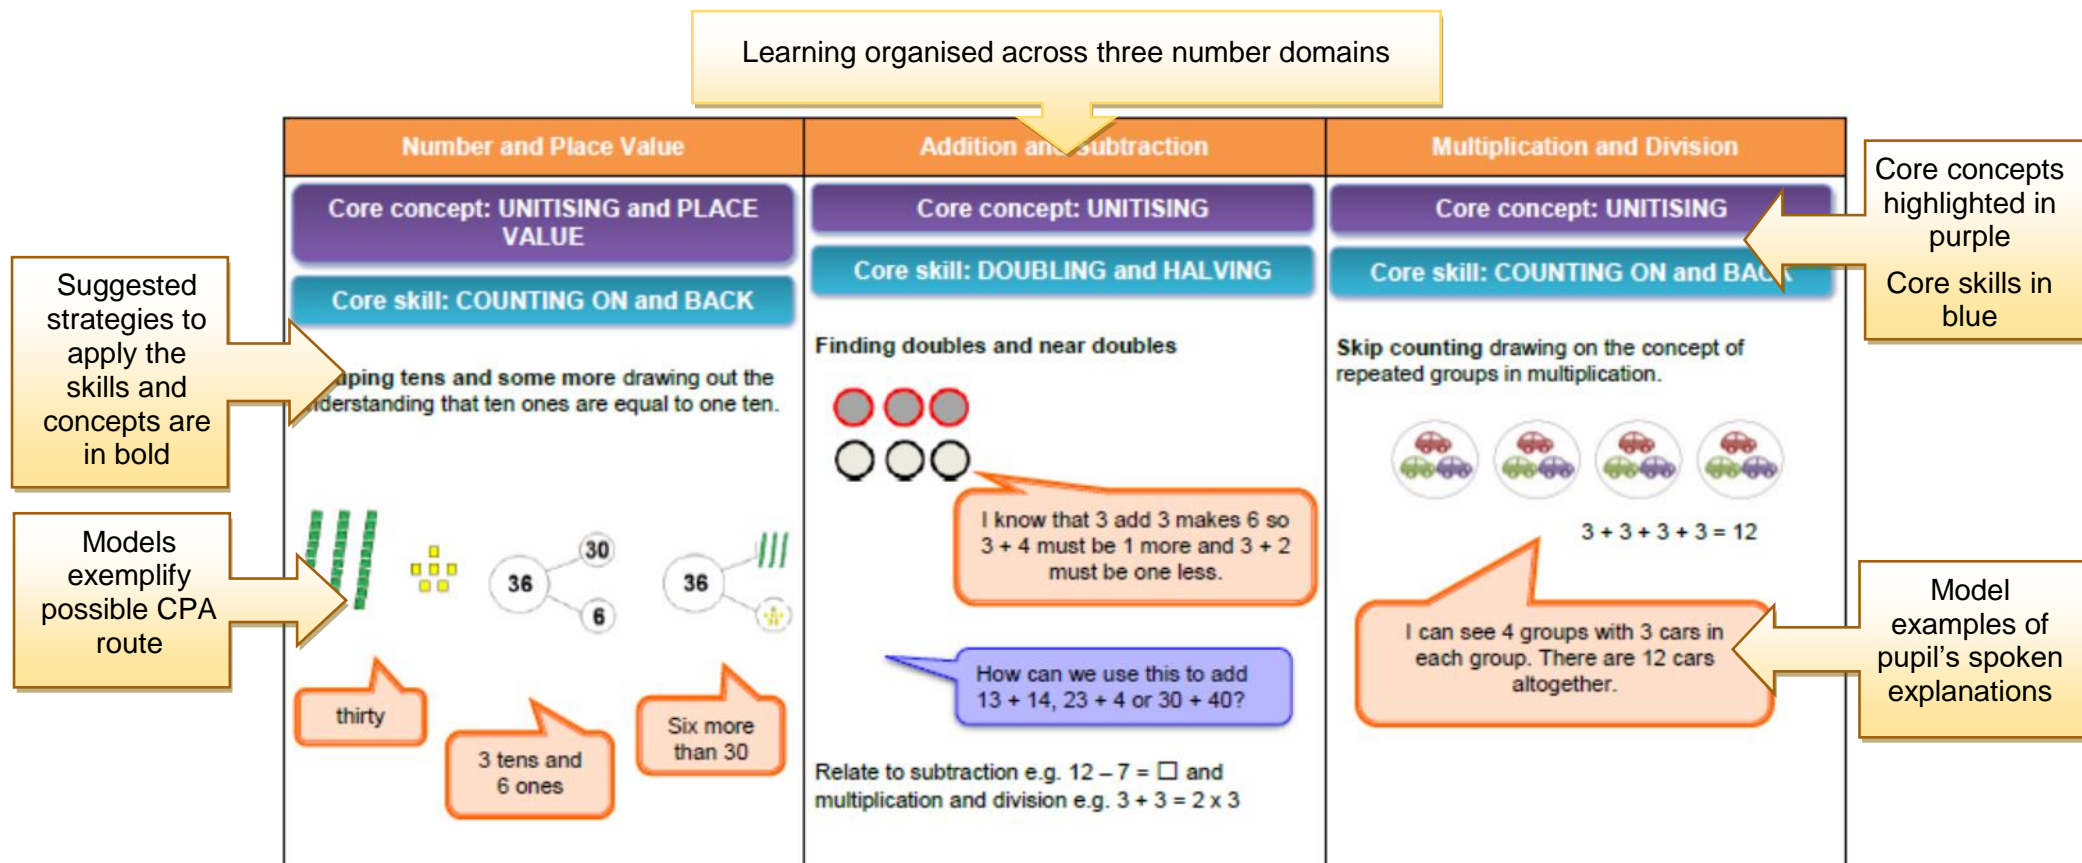 Learning organised across three number domains
Number and Place Value
Addition and Subtraction
Multiplication and Division
Core concept: UNITISING and PLACE
VALUE
Core skill: COUNTING ON and BACK
Core concept: UNITISING
Core skill: DOUBLING and HALVING
Core concept: UNITISING
Core skill: COUNTING ON and BACK
Core concepts
highlighted in
purple
Core skills in
blue
Suggested
strategies to
apply the
skills and
concepts are
in bold
tens and some more drawing out the
understanding that ten ones are equal to one ten.
Models
exemplify
possible CPA
route
36
30
6
36
thirty
3 tens and
6 ones
Six more
than 30
Finding doubles and near doubles
I know that 3 add 3 makes 6 so
3 + 4 must be 1 more and 3 + 2
must be one less.
How can we use this to add
13 + 14, 23 + 4 or 30 + 40?
Relate to subtraction e.g. 12 – 7 = □ and
multiplication and division e.g. 3 + 3 = 2 x 3
Skip counting drawing on the concept of
repeated groups in multiplication.
3 + 3 + 3 + 3 = 12
I can see 4 groups with 3 cars in
each group. There are 12 cars
altogether.
Model
examples of
pupil's spoken
explanations